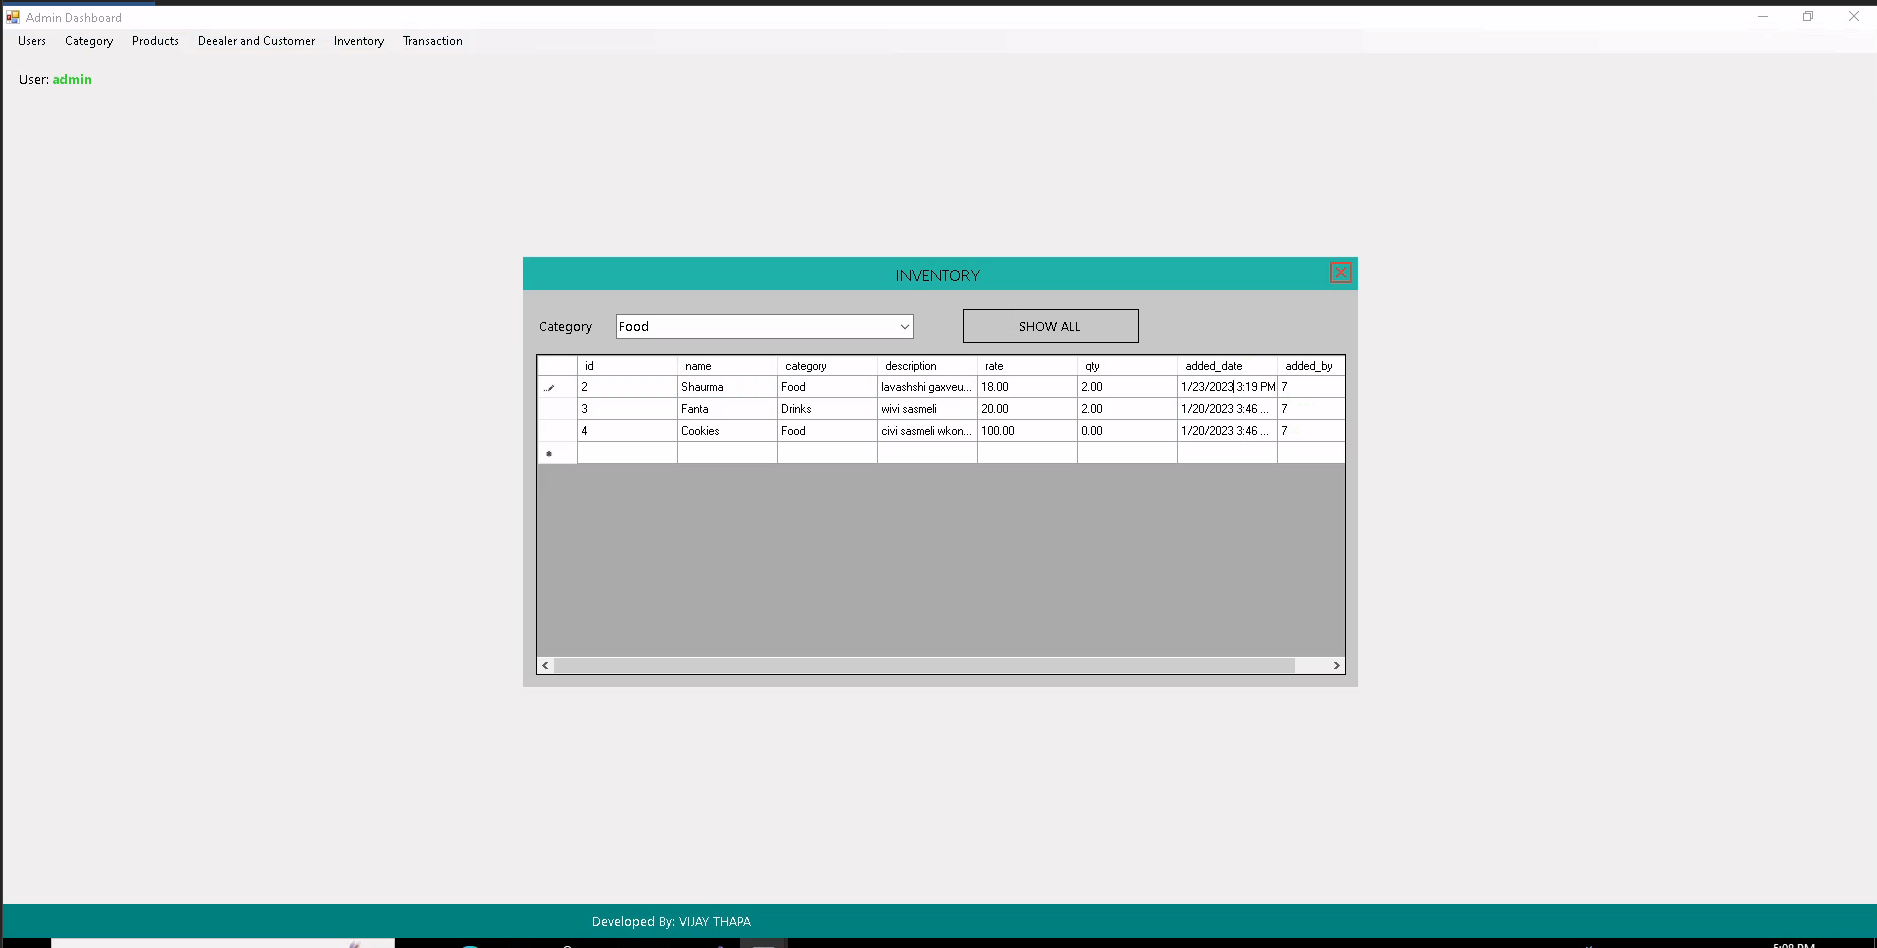 Admin Dashboard
Users Category Products Deealer and Customer Inventory Transaction
User: admin
INVENTORY
Category Food SHOW ALL
id name category description rate qty added_date added_by
2 Shaurma Food lavashshi gaxveu... 18.00 2.00 1/23/2023 3:19 PM 7
3 Fanta Drinks wivi sasmeli 20.00 2.00 1/20/2023 3:46 ... 7
4 Cookies Food civi sasmeli wkon... 100.00 0.00 1/20/2023 3:46 ... 7
Developed By: VIJAY THAPA